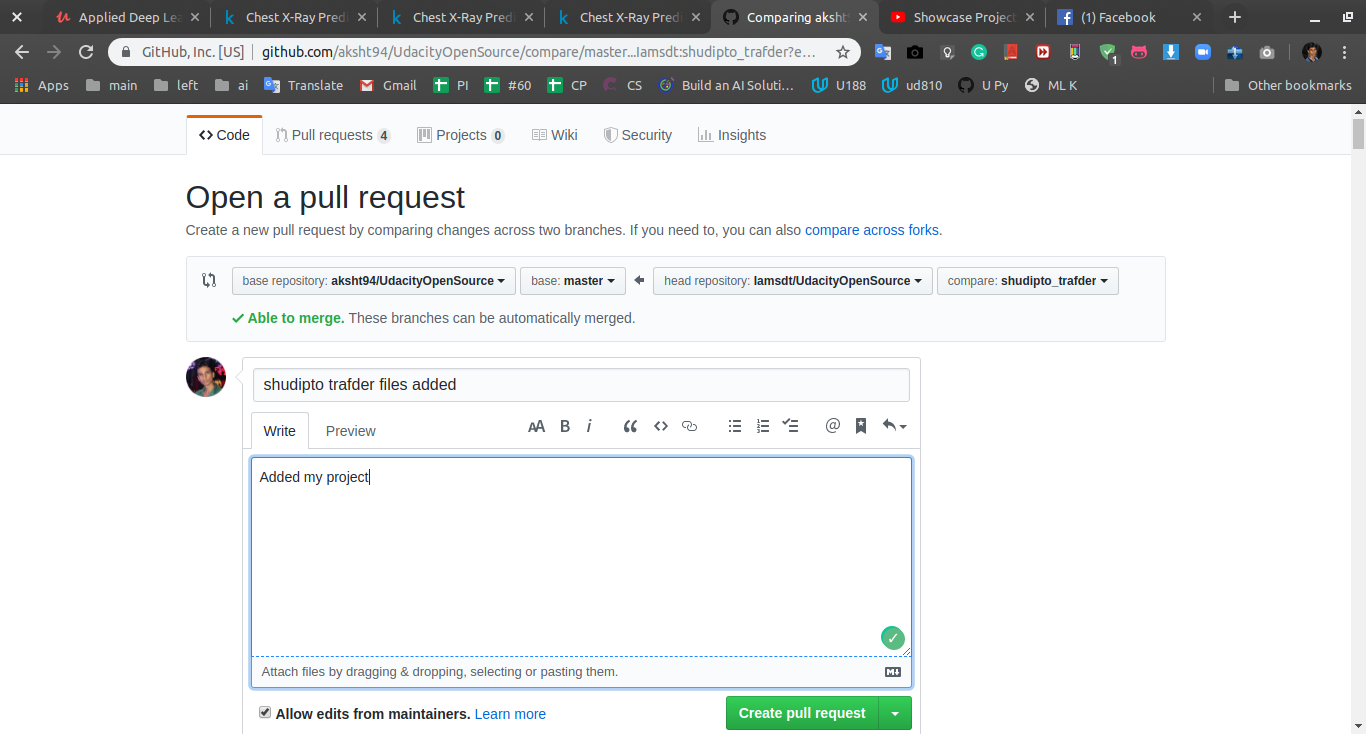 Applied Deep Lea
Chest X-Ray Predi
Chest X-Ray Predi
Chest X-Ray Predi
Comparing aksht
Showcase Project
(1) Facebook
GitHub, Inc. [US] github.com/aksht94/UdacityOpenSource/compare/master...Iamsdt:shudipto_trafder?e...
1
Apps main left ai Translate Gmail PI #60 CP CS Build an AI Soluti... U188 ud810 U Py ML K Other bookmarks
Code Pull requests 4 Projects 0 Wiki Security Insights
Open a pull request
Create a new pull request by comparing changes across two branches. If you need to, you can also compare across forks.
base repository: aksht94/UdacityOpenSource base: master head repository: Iamsdt/UdacityOpenSource compare: shudipto_trafder
Able to merge. These branches can be automatically merged.
shudipto trafder files added
Write Preview
Added my project
Attach files by dragging & dropping, selecting or pasting them.
Allow edits from maintainers. Learn more Create pull request